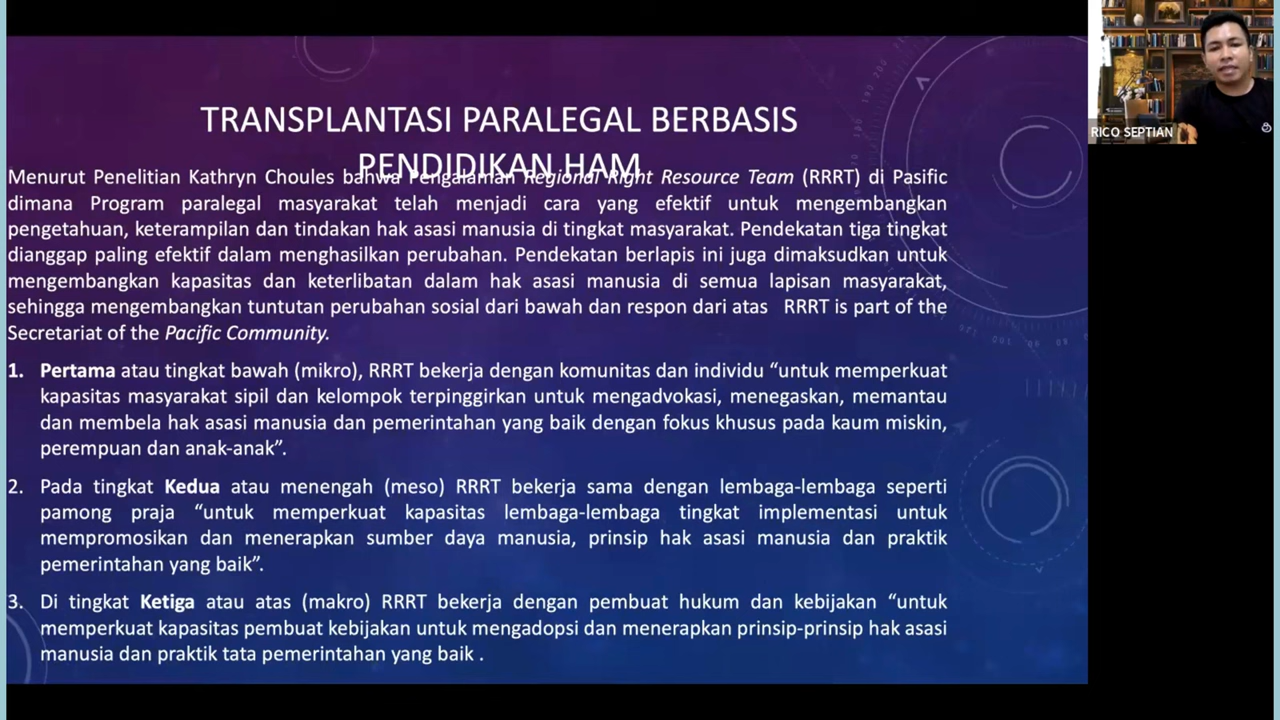 TRANSPLANTASI PARALEGAL BERBASIS
PENDIDIKAN HAM
Menurut Penelitian Kathryn Choules bahwa Pengalaman Regional Right Resource Team (RRRT) di Pasific
dimana Program paralegal masyarakat telah menjadi cara yang efektif untuk mengembangkan
pengetahuan, keterampilan dan tindakan hak asasi manusia di tingkat masyarakat. Pendekatan tiga tingkat
dianggap paling efektif dalam menghasilkan perubahan. Pendekatan berlapis ini juga dimaksudkan untuk
mengembangkan kapasitas dan keterlibatan dalam hak asasi manusia di semua lapisan masyarakat,
sehingga mengembangkan tuntutan perubahan sosial dari bawah dan respon dari atas RRRT is part of the
Secretariat of the Pacific Community.
1. Pertama atau tingkat bawah (mikro), RRRT bekerja dengan komunitas dan individu “untuk memperkuat
kapasitas masyarakat sipil dan kelompok terpinggirkan untuk mengadvokasi, menegaskan, memantau
dan membela hak asasi manusia dan pemerintahan yang baik dengan fokus khusus pada kaum miskin,
perempuan dan anak-anak”.
2. Pada tingkat Kedua atau menengah (meso) RRRT bekerja sama dengan lembaga-lembaga seperti
pamong praja “untuk memperkuat kapasitas lembaga-lembaga tingkat implementasi untuk
mempromosikan dan menerapkan sumber daya manusia, prinsip hak asasi manusia dan praktik
pemerintahan yang baik”.
3. Di tingkat Ketiga atau atas (makro) RRRT bekerja dengan pembuat hukum dan kebijakan “untuk
memperkuat kapasitas pembuat kebijakan untuk mengadopsi dan menerapkan prinsip-prinsip hak asasi
manusia dan praktik tata pemerintahan yang baik .
RICO SEPTIAN